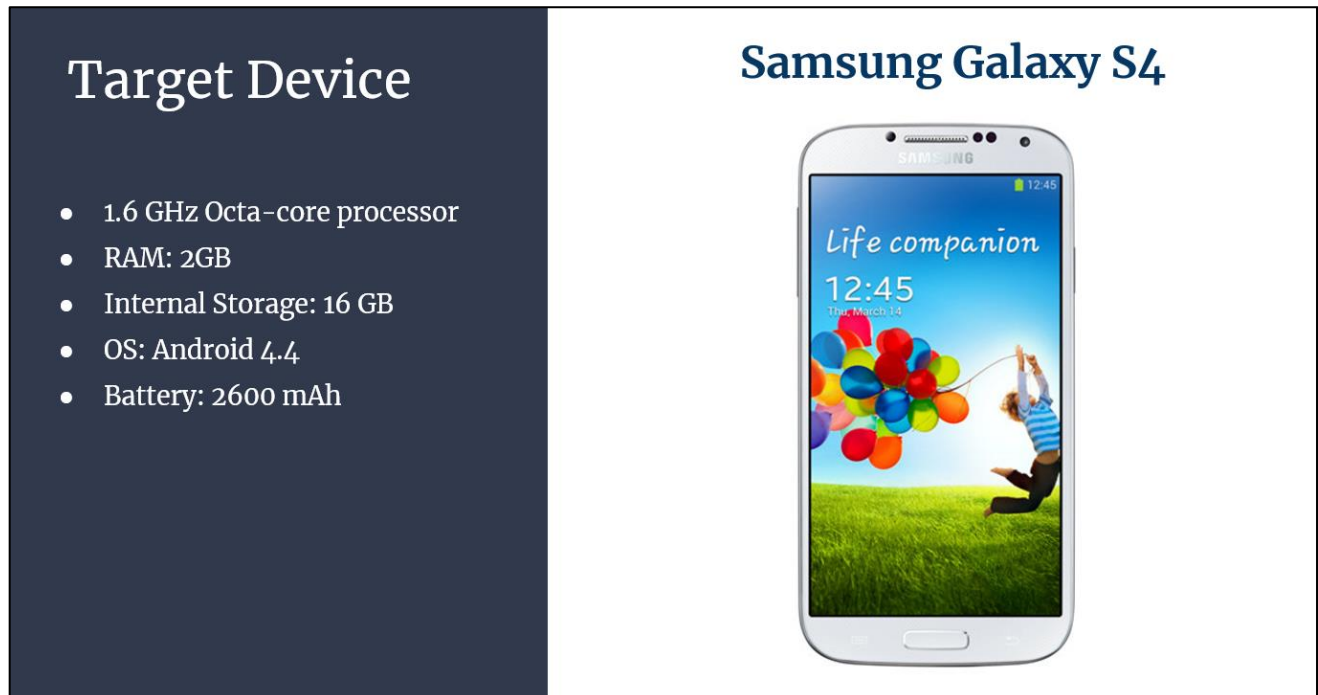 Target Device
● 1.6 GHz Octa-core processor
● RAM: 2GB
● Internal Storage: 16 GB
● OS: Android 4.4
● Battery: 2600 mAh
Samsung Galaxy S4
SAMSUNG
12:45
Life companion
12:45
Thu, March 14